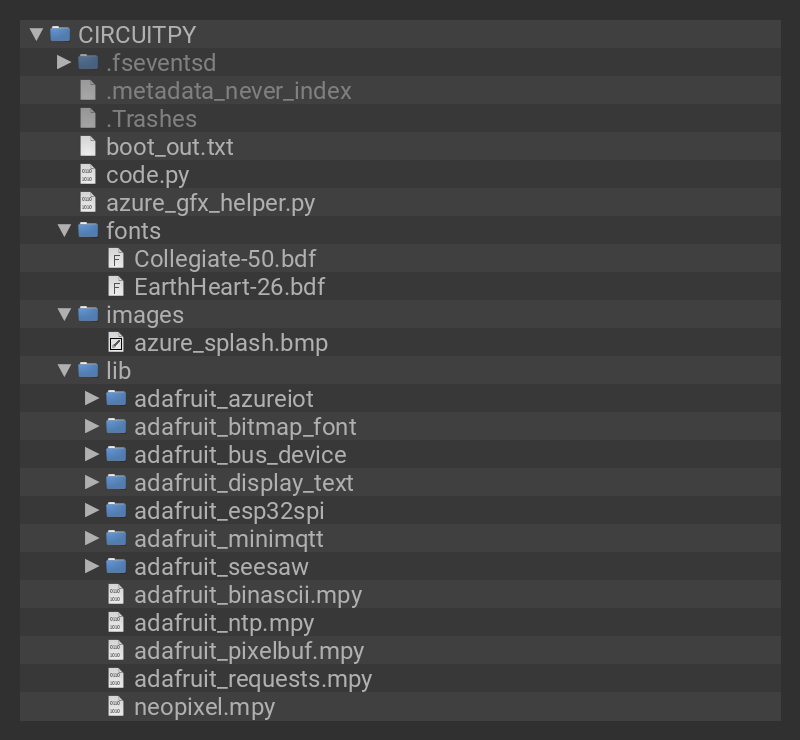 CIRCUITPY
.fseventsd
.metadata_never_index
.Trashes
boot_out.txt
code.py
azure_gfx_helper.py
fonts
Collegiate-50.bdf
EarthHeart-26.bdf
images
azure_splash.bmp
lib
adafruit_azureiot
adafruit_bitmap_font
adafruit_bus_device
adafruit_display_text
adafruit_esp32spi
adafruit_minimqtt
adafruit_seesaw
adafruit_binascii.mpy
adafruit_ntp.mpy
adafruit_pixelbuf.mpy
adafruit_requests.mpy
neopixel.mpy